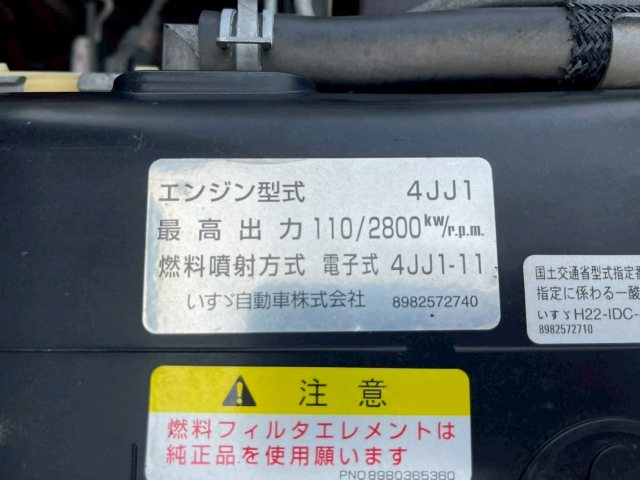 エンジン型式 4JJ1
最高出力 110/2800kw/r.p.m.
燃料噴射方式 電子式 4JJ1-11
いすゞ自動車株式会社 8982572740
国土交通省型式指定
指定に係わる一酸
いすゞH22-IDC-
8982572710
注意
燃料フィルタエレメントは
純正品を使用願います
PNO8980365360